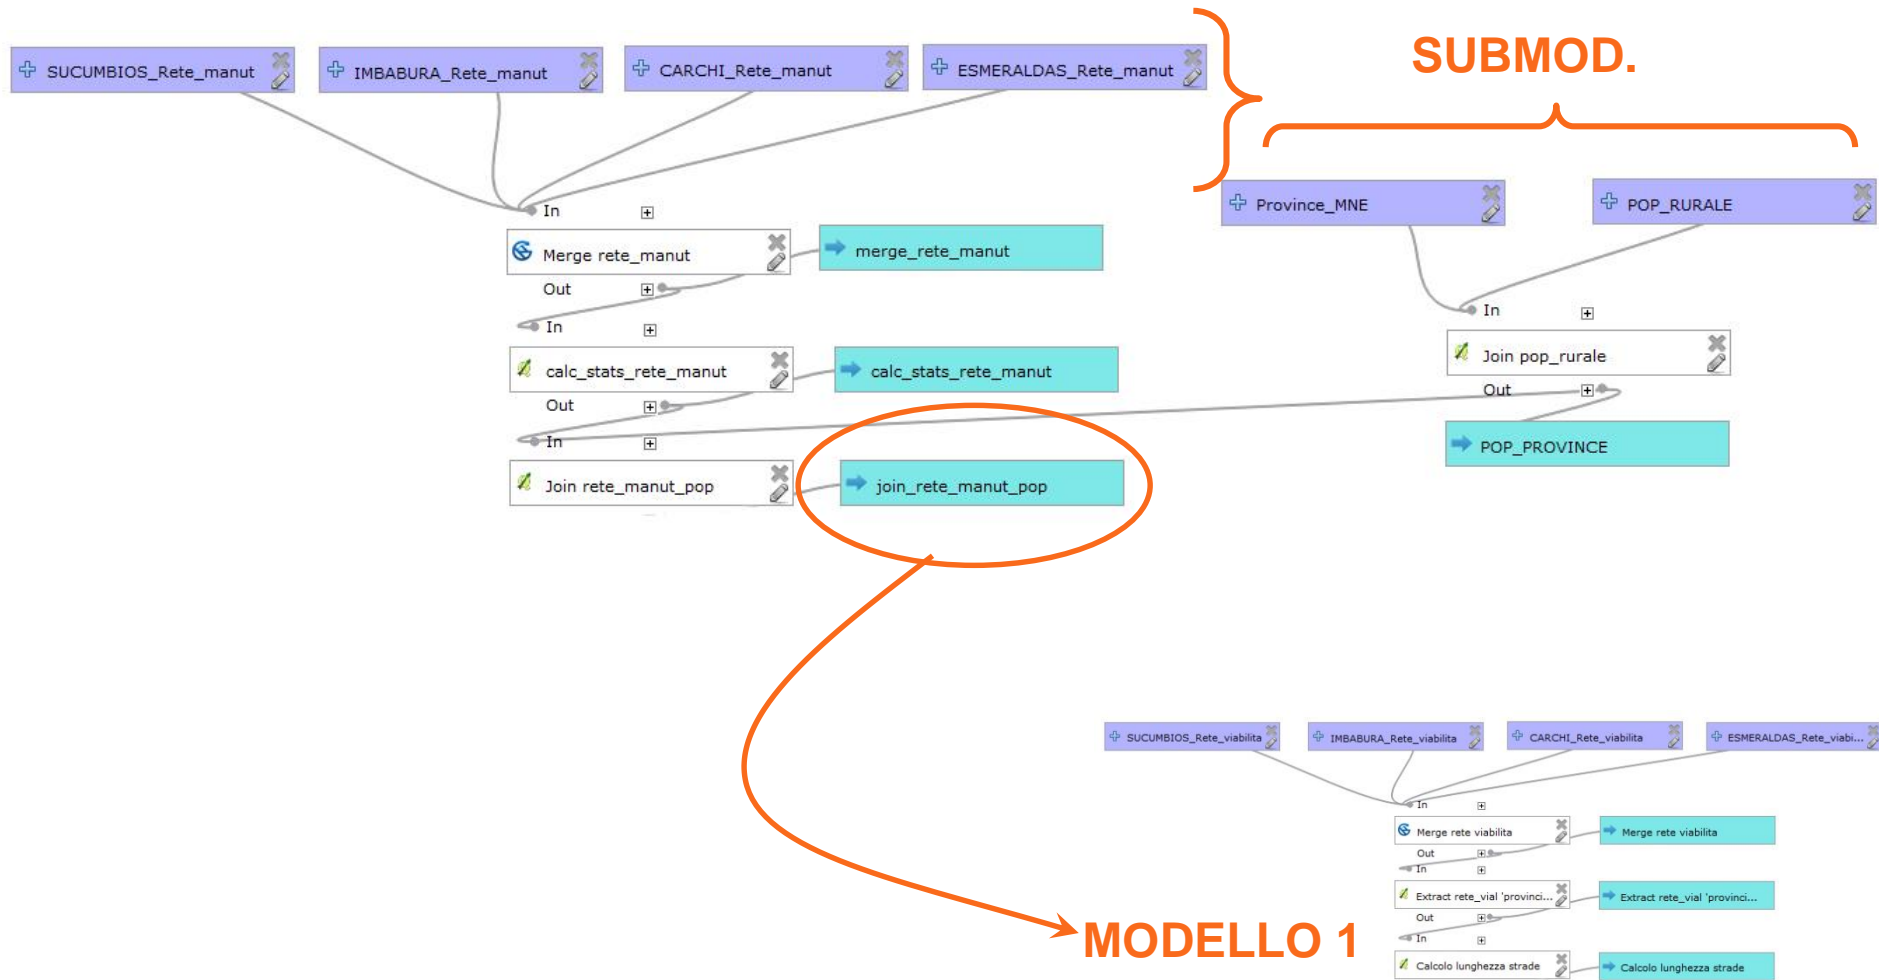 SUBMOD.
SUCUMBIOS_Rete_manut
IMBABURA_Rete_manut
CARCHI_Rete_manut
ESMERALDAS_Rete_manut
Province_MNE
POP_RURALE
In
Merge rete_manut
merge_rete_manut
Out
In
Join pop_rurale
Out
POP_PROVINCE
In
calc_stats_rete_manut
calc_stats_rete_manut
Out
In
Join rete_manut_pop
join_rete_manut_pop
SUCUMBIOS_Rete_viabilita
IMBABURA_Rete_viabilita
CARCHI_Rete_viabilita
ESMERALDAS_Rete_viabi...
In
Merge rete viabilita
Merge rete viabilita
Out
In
Extract rete_vial 'provinci...
Extract rete_vial 'provinci...
Out
In
Calcolo lunghezza strade
Calcolo lunghezza strade
MODELLO 1